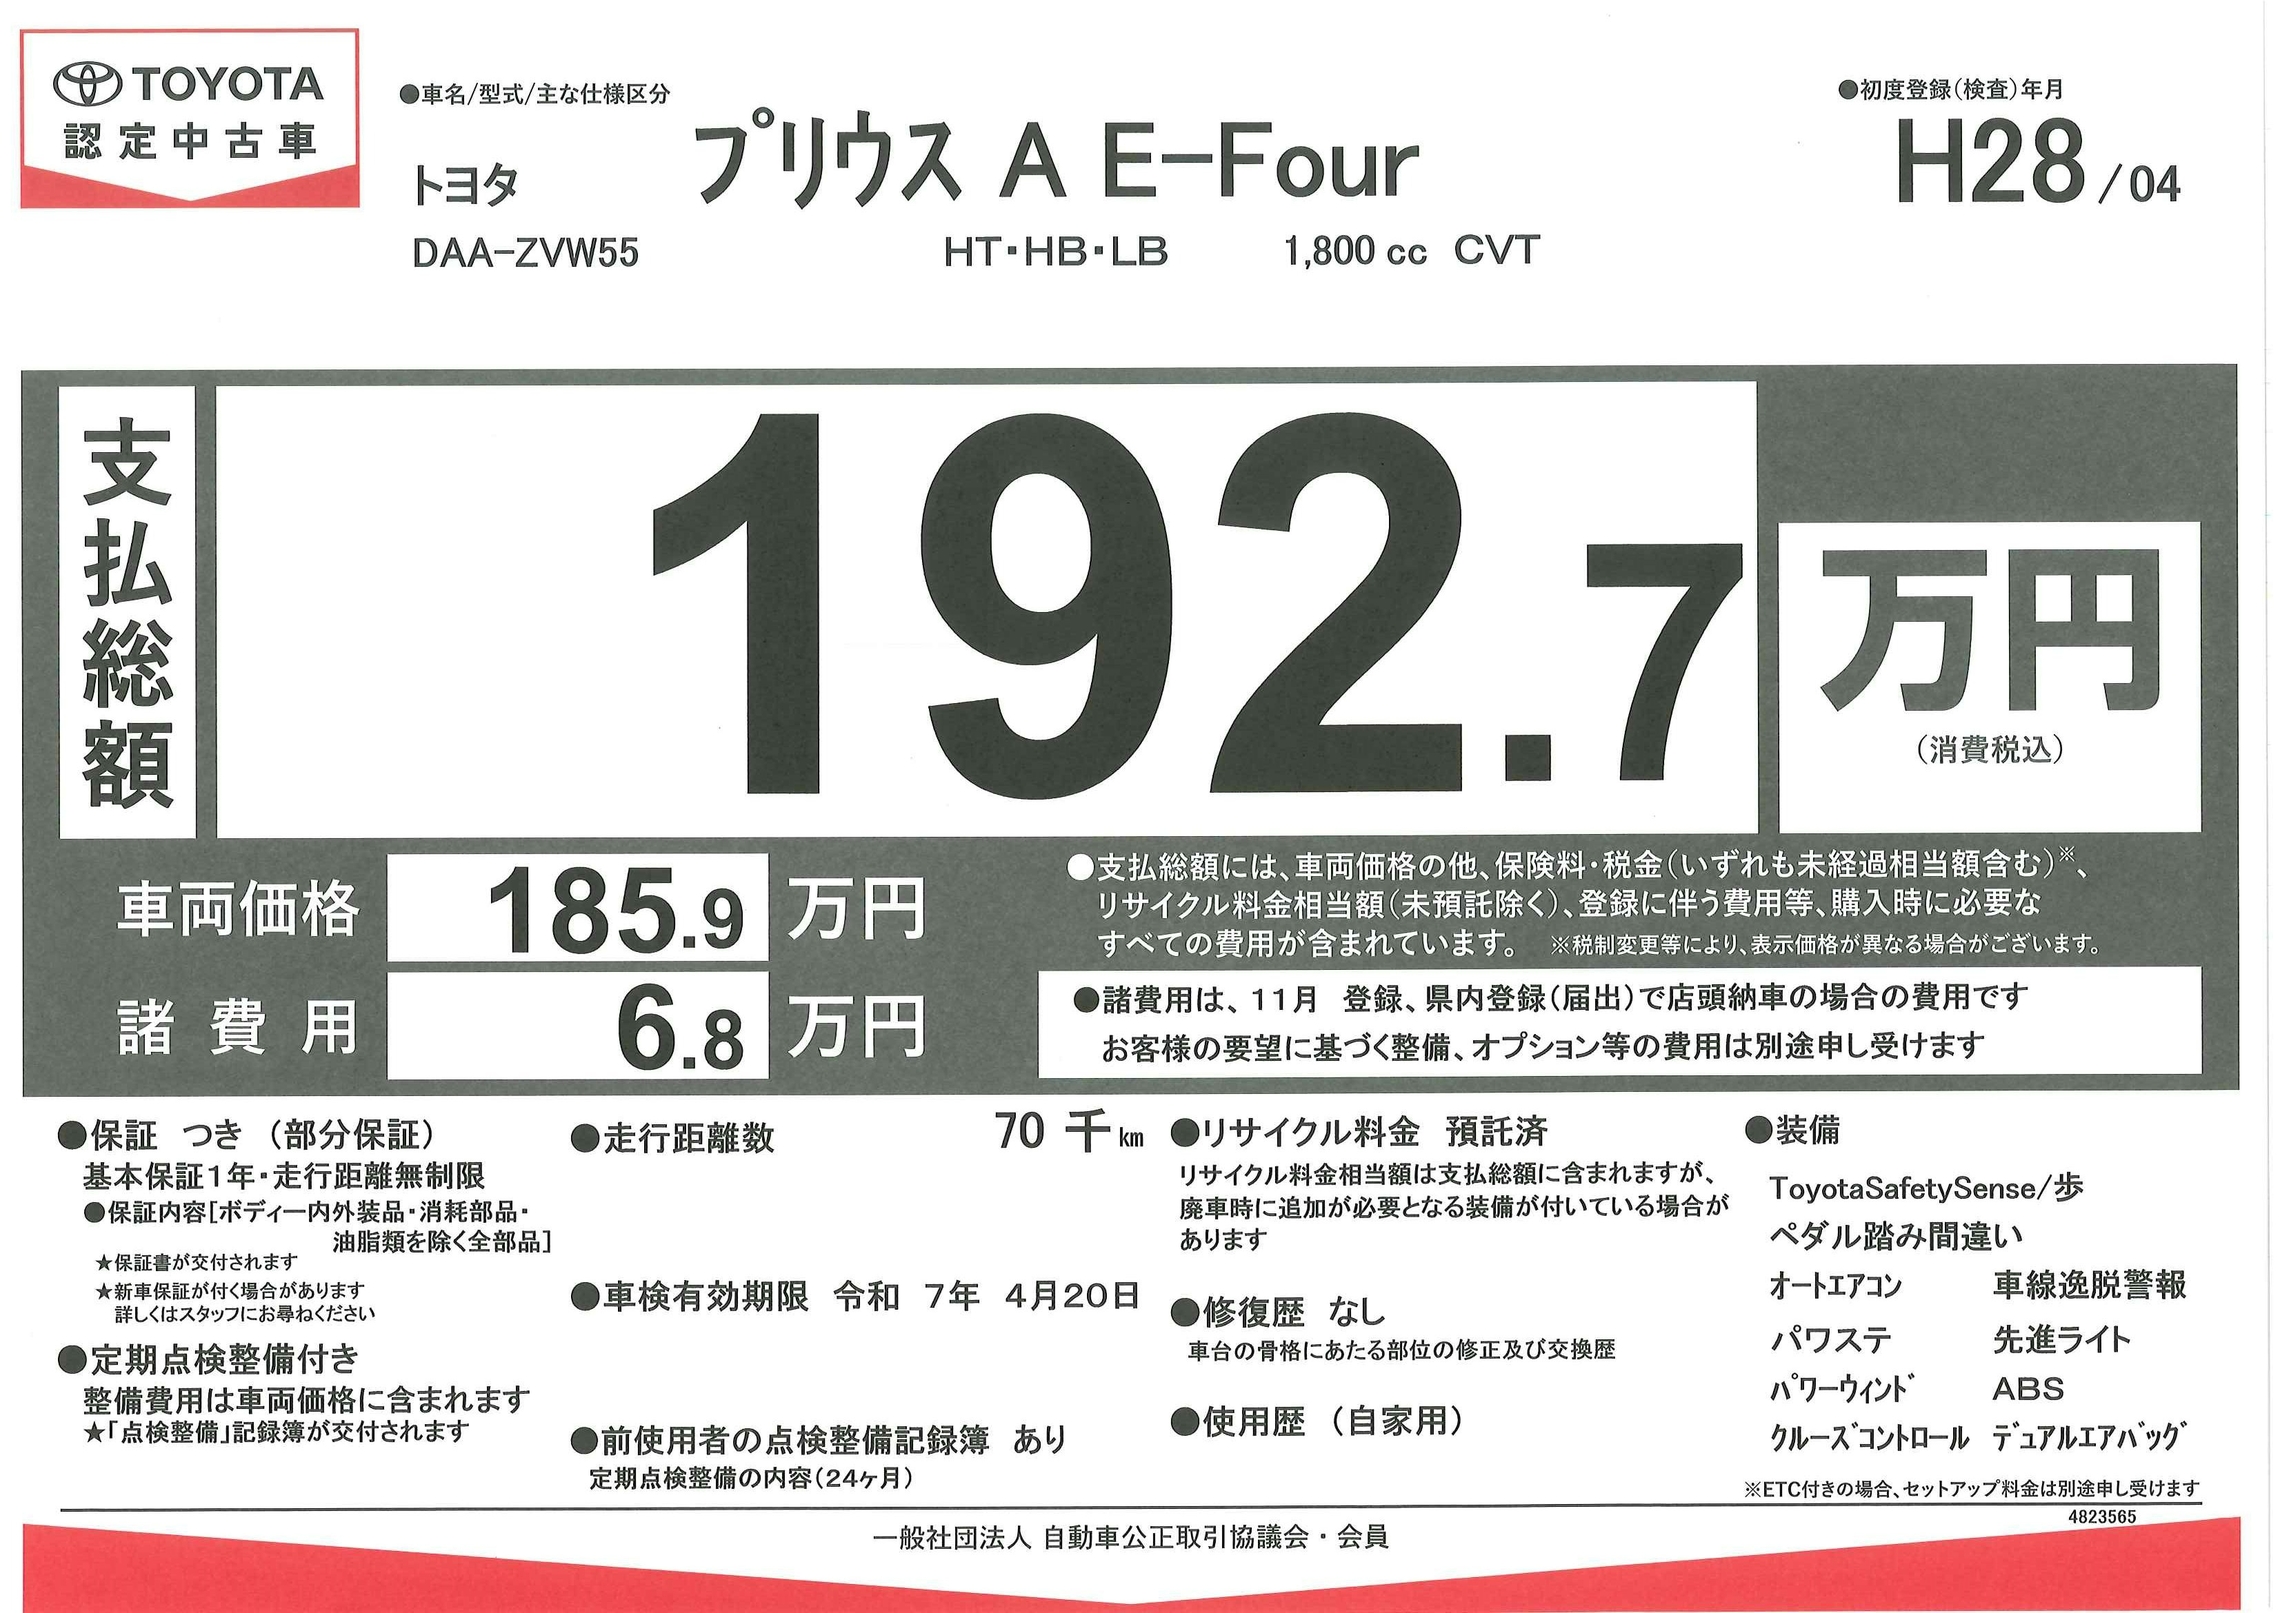 TOYOTA
認定中古車
●車名/型式/主な仕様区分
トヨタ
プリウス A E-Four
DAA-ZVW55 HT・HB・LB 1,800 cc CVT
●初度登録(検査)年月
H28/04
支払総額
192.7
万円
(消費税込)
車両価格 185.9 万円
諸費用 6.8 万円
●支払総額には、車両価格の他、保険料・税金(いずれも未経過相当額含む)※、
リサイクル料金相当額(未預託除く)、登録に伴う費用等、購入時に必要な
すべての費用が含まれています。 ※税制変更等により、表示価格が異なる場合がございます。
●諸費用は、11月 登録、県内登録(届出)で店頭納車の場合の費用です
お客様の要望に基づく整備、オプション等の費用は別途申し受けます
●保証 つき (部分保証)
基本保証1年・走行距離無制限
●保証内容[ボディー内外装品・消耗部品・
油脂類を除く全部品]
★保証書が交付されます
★新車保証が付く場合があります
詳しくはスタッフにお尋ねください
●定期点検整備付き
整備費用は車両価格に含まれます
★「点検整備」記録簿が交付されます
●走行距離数 70 千km
●車検有効期限 令和 7年 4月20日
●前使用者の点検整備記録簿 あり
定期点検整備の内容(24ヶ月)
●リサイクル料金 預託済
リサイクル料金相当額は支払総額に含まれますが、
廃車時に追加が必要となる装備が付いている場合が
あります
●修復歴 なし
車台の骨格にあたる部位の修正及び交換歴
●使用歴 (自家用)
●装備
ToyotaSafetySense/歩
ペダル踏み間違い
オートエアコン 車線逸脱警報
パワステ 先進ライト
パワーウィンドﾞ ABS
クルーズコントロール デュアルエアバッグ
※ETC付きの場合、セットアップ料金は別途申し受けます
4823565
一般社団法人 自動車公正取引協議会・会員